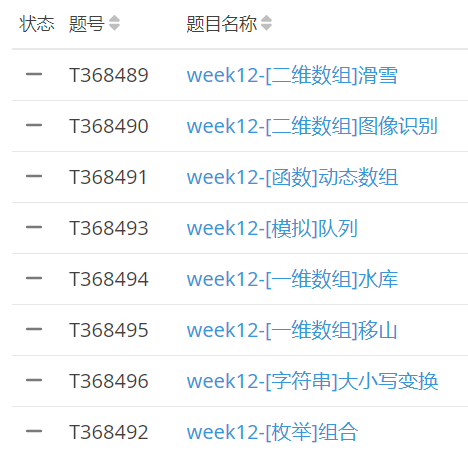 状态 题号 题目名称
T368489 week12-[二维数组]滑雪
T368490 week12-[二维数组]图像识别
T368491 week12-[函数]动态数组
T368493 week12-[模拟]队列
T368494 week12-[一维数组]水库
T368495 week12-[一维数组]移山
T368496 week12-[字符串]大小写变换
T368492 week12-[枚举]组合